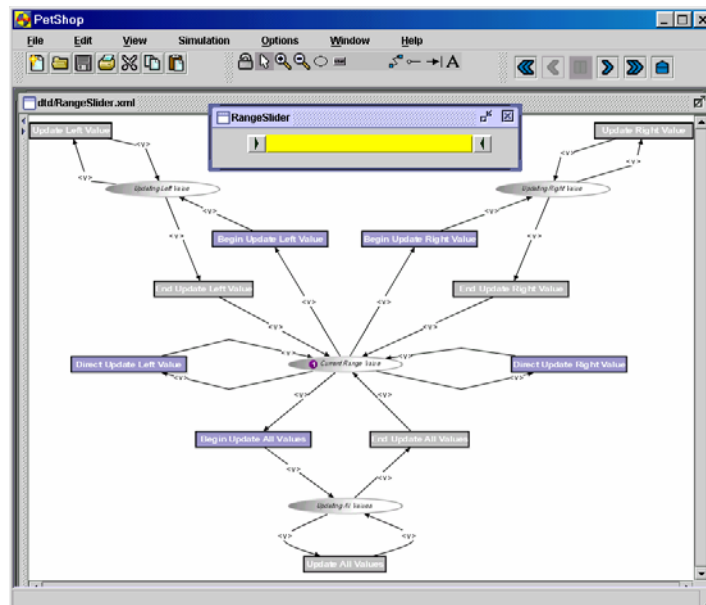 PetShop
File Edit View Simulation Options Window Help
A
dtd/RangeSlider.xml
RangeSlider
Update Left Value
Update Right Value
<v>
<v>
<v>
<v>
Updating Left Value
Updating Right Value
<v>
<v>
<v>
<v>
Begin Update Left Value
Begin Update Right Value
End Update Left Value
End Update Right Value
<v>
<v>
<v>
<v>
<v>
<v>
Direct Update Left Value
1 Current Range Value
Direct Update Right Value
<v>
<v>
<v>
<v>
Begin Update All Values
End Update All Values
<v>
<v>
Updating All Values
<v>
<v>
Update All Values